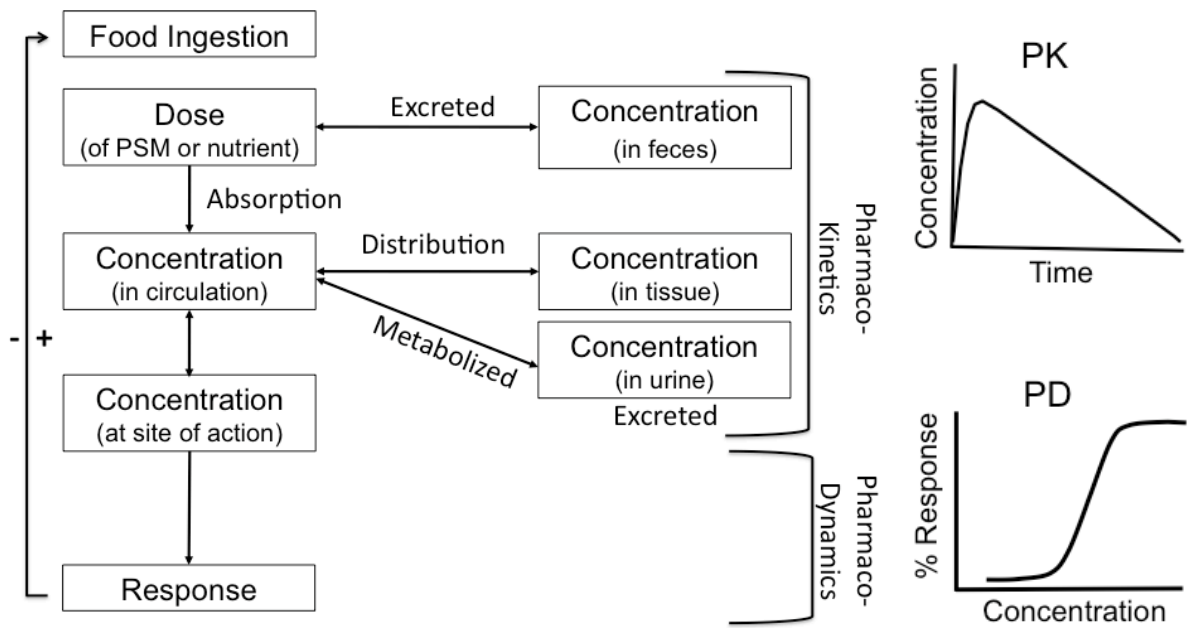 Food Ingestion
Dose
(of PSM or nutrient)
Excreted
Concentration
(in feces)
Absorption
Concentration
(in circulation)
Distribution
Concentration
(in tissue)
Metabolized
Concentration
(in urine)
Excreted
- +
Concentration
(at site of action)
Response
Pharmaco-
Kinetics
Pharmaco-
Dynamics
PK
Concentration
Time
PD
% Response
Concentration